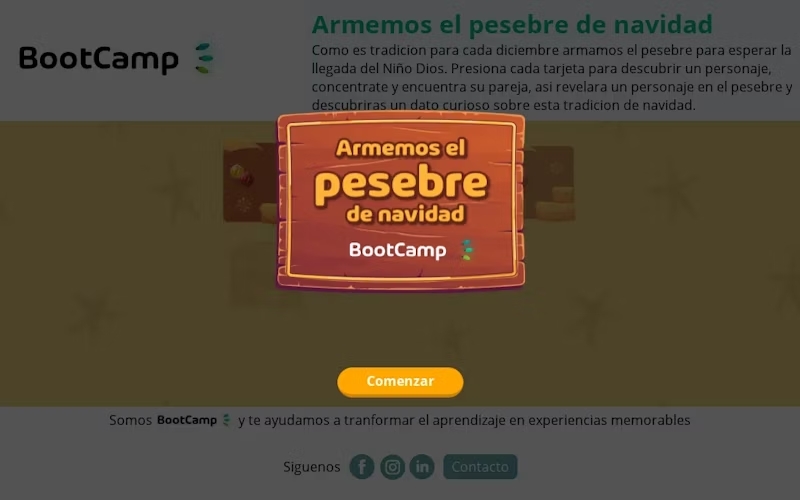 Armemos el pesebre de navidad
BootCamp
Como es tradicion para cada diciembre armamos el pesebre para esperar la
llegada del Niño Dios. Presiona cada tarjeta para descubrir un personaje,
concentrate y encuentra su pareja, asi revelara un personaje en el pesebre y
descubriras un dato curioso sobre esta tradicion de navidad.
Armemos el
pesebre
de navidad
BootCamp
Comenzar
Somos BootCamp y te ayudamos a tranformar el aprendizaje en experiencias memorables
Siguenos
Contacto